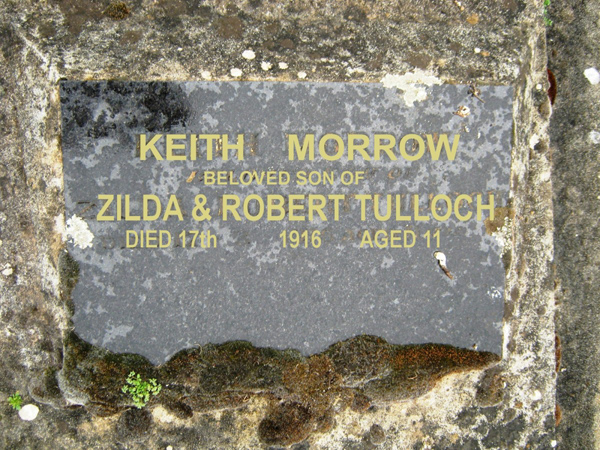 KEITH MORROW
BELOVED SON OF
ZILDA & ROBERT TULLOCH
DIED 17th 1916 AGED 11